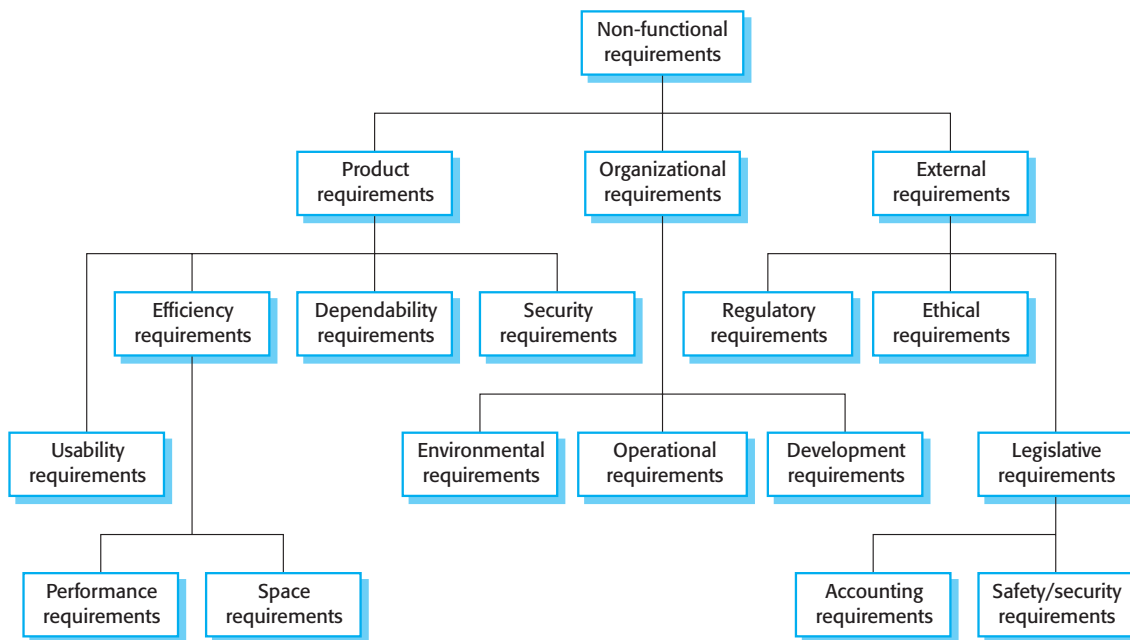 Non-functional
requirements
Product
requirements
Organizational
requirements
External
requirements
Efficiency
requirements
Dependability
requirements
Security
requirements
Regulatory
requirements
Ethical
requirements
Usability
requirements
Environmental
requirements
Operational
requirements
Development
requirements
Legislative
requirements
Performance
requirements
Space
requirements
Accounting
requirements
Safety/security
requirements